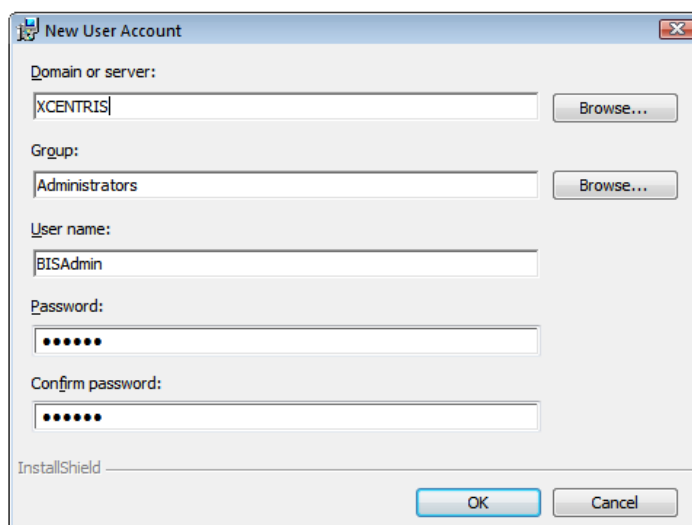 New User Account
Domain or server:
XCENTRIS
Browse...
Group:
Administrators
Browse...
User name:
BISAdmin
Password:
••••••
Confirm password:
••••••
InstallShield
OK Cancel